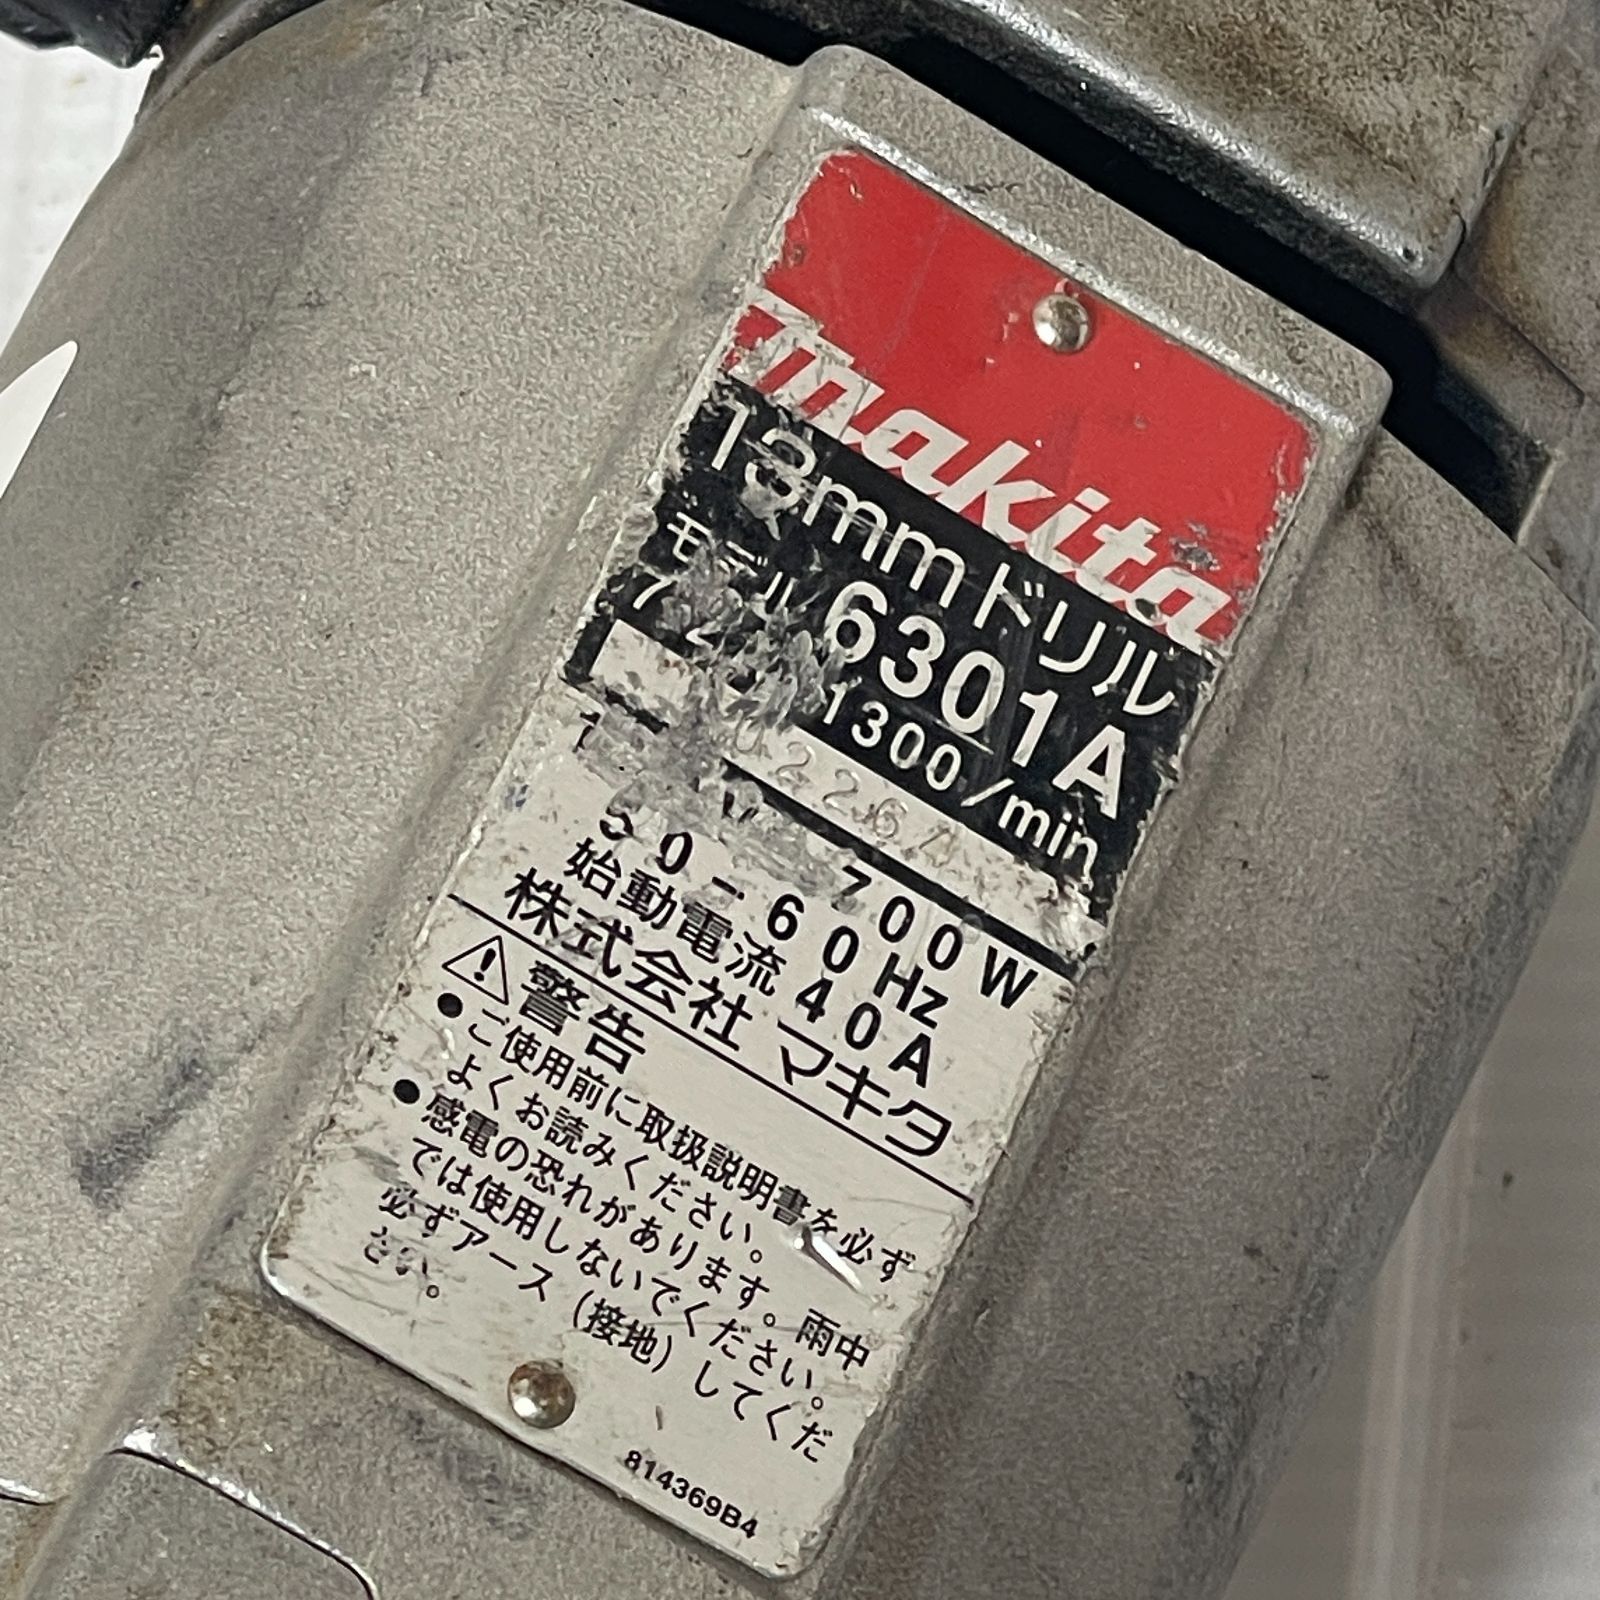 makita
13mmドリル
モデル 6301A
1300/min
700W
50-60Hz
始動電流 40A
株式会社 マキタ
警告
●ご使用前に取扱説明書を必ず
よくお読みください。
●感電の恐れがあります。雨中
では使用しないでください。
必ずアース(接地)してくだ
さい。
814369B4